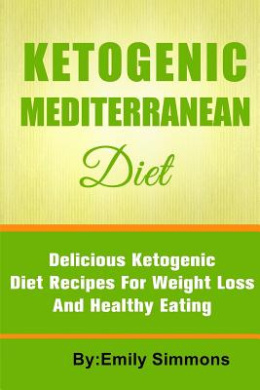 KETOGENIC
MEDITERRANEAN
Diet
Delicious Ketogenic
Diet Recipes For Weight Loss
And Healthy Eating
By:Emily Simmons